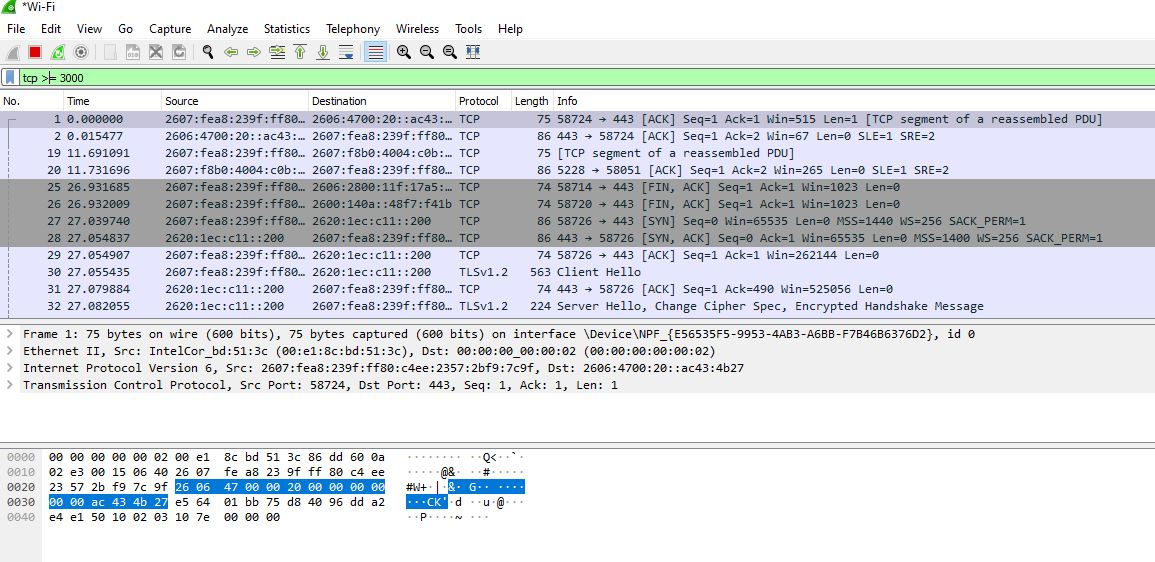 *Wi-Fi
File Edit View Go Capture Analyze Statistics Telephony Wireless Tools Help
tcp >= 3000
No. Time Source Destination Protocol Length Info
1 0.000000 2607:fea8:239f:ff80… 2606:4700:20::ac43:… TCP 75 58724 → 443 [ACK] Seq=1 Ack=1 Win=515 Len=1 [TCP segment of a reassembled PDU]
2 0.015477 2606:4700:20::ac43:… 2607:fea8:239f:ff80… TCP 86 443 → 58724 [ACK] Seq=1 Ack=2 Win=67 Len=0 SLE=1 SRE=2
19 11.691091 2607:fea8:239f:ff80… 2607:f8b0:4004:c0b:… TCP 75 [TCP segment of a reassembled PDU]
20 11.731696 2607:f8b0:4004:c0b:… 2607:fea8:239f:ff80… TCP 86 5228 → 58051 [ACK] Seq=1 Ack=2 Win=265 Len=0 SLE=1 SRE=2
25 26.931685 2607:fea8:239f:ff80… 2606:2800:11f:17a5:… TCP 74 58714 → 443 [FIN, ACK] Seq=1 Ack=1 Win=1023 Len=0
26 26.932009 2607:fea8:239f:ff80… 2600:140a::48f7:f41b TCP 74 58720 → 443 [FIN, ACK] Seq=1 Ack=1 Win=1023 Len=0
27 27.039740 2607:fea8:239f:ff80… 2620:1ec:c11::200 TCP 86 58726 → 443 [SYN] Seq=0 Win=65535 Len=0 MSS=1440 WS=256 SACK_PERM=1
28 27.054837 2620:1ec:c11::200 2607:fea8:239f:ff80… TCP 86 443 → 58726 [SYN, ACK] Seq=0 Ack=1 Win=65535 Len=0 MSS=1400 WS=256 SACK_PERM=1
29 27.054907 2607:fea8:239f:ff80… 2620:1ec:c11::200 TCP 74 58726 → 443 [ACK] Seq=1 Ack=1 Win=262144 Len=0
30 27.055435 2607:fea8:239f:ff80… 2620:1ec:c11::200 TLSv1.2 563 Client Hello
31 27.079884 2620:1ec:c11::200 2607:fea8:239f:ff80… TCP 74 443 → 58726 [ACK] Seq=1 Ack=490 Win=525056 Len=0
32 27.082055 2620:1ec:c11::200 2607:fea8:239f:ff80… TLSv1.2 224 Server Hello, Change Cipher Spec, Encrypted Handshake Message
Frame 1: 75 bytes on wire (600 bits), 75 bytes captured (600 bits) on interface \Device\NPF_{E56535F5-9953-4AB3-A6BB-F7B46B6376D2}, id 0
Ethernet II, Src: IntelCor_bd:51:3c (00:e1:8c:bd:51:3c), Dst: 00:00:00_00:00:02 (00:00:00:00:00:02)
Internet Protocol Version 6, Src: 2607:fea8:239f:ff80:c4ee:2357:2bf9:7c9f, Dst: 2606:4700:20::ac43:4b27
Transmission Control Protocol, Src Port: 58724, Dst Port: 443, Seq: 1, Ack: 1, Len: 1
0000 00 00 00 00 00 02 00 e1 8c bd 51 3c 86 dd 60 0a ········ ··Q<··`·
0010 02 e3 00 15 06 40 26 07 fe a8 23 9f ff 80 c4 ee ·····@&· ··#·····
0020 23 57 2b f9 7c 9f 26 06 47 00 00 20 00 00 00 00 #W+·|·&· G·· ····
0030 00 00 ac 43 4b 27 e5 64 01 bb 75 d8 40 96 dd a2 ···CK'·d ··u·@···
0040 e4 e1 50 10 02 03 10 7e 00 00 00 ··P····~ ···